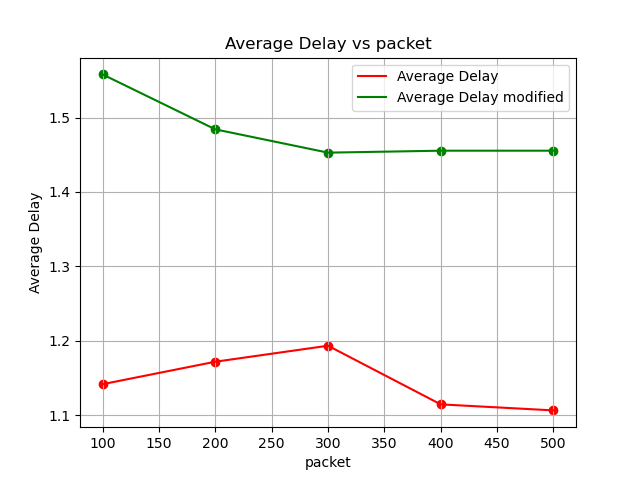 Average Delay vs packet
Average Delay
Average Delay modified
1.5
1.4
1.3
1.2
1.1
Average Delay
100 150 200 250 300 350 400 450 500
packet